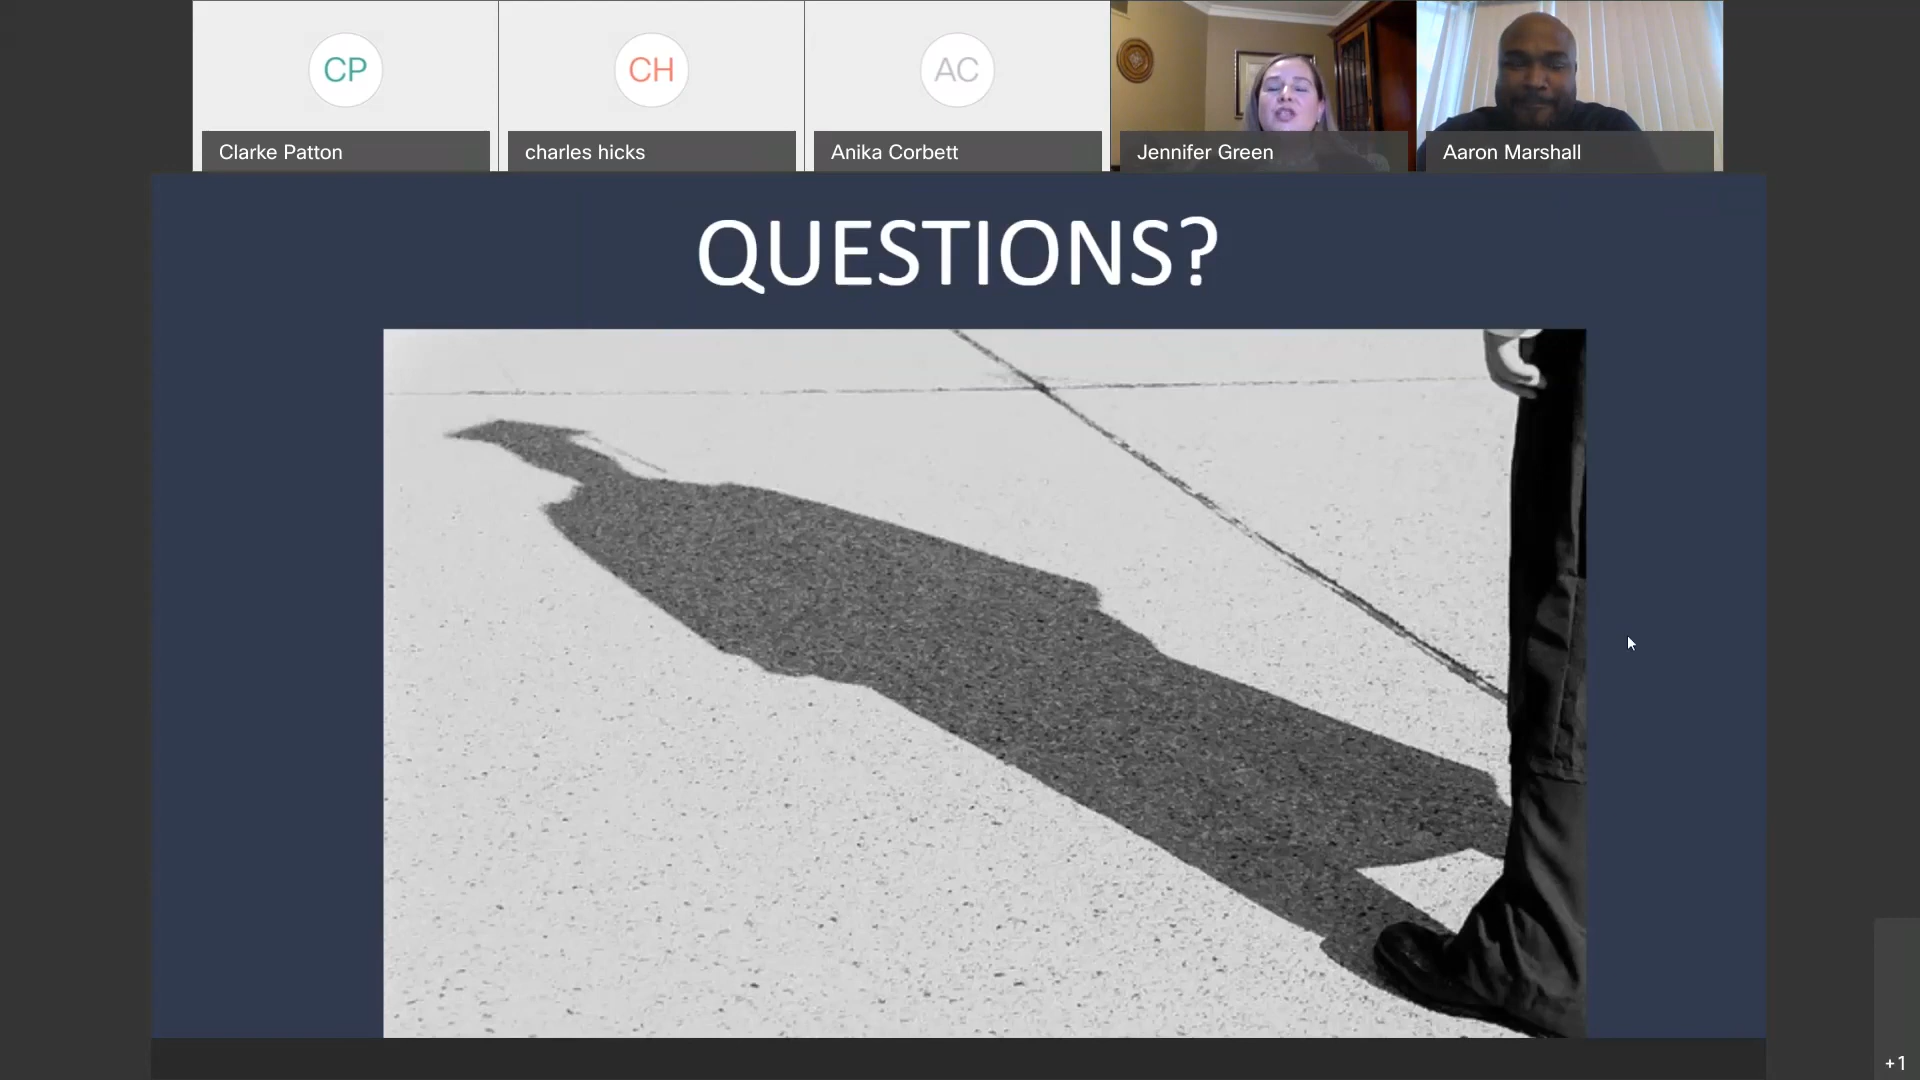 CP
CH
AC
Clarke Patton
charles hicks
Anika Corbett
Jennifer Green
Aaron Marshall
QUESTIONS?
+1